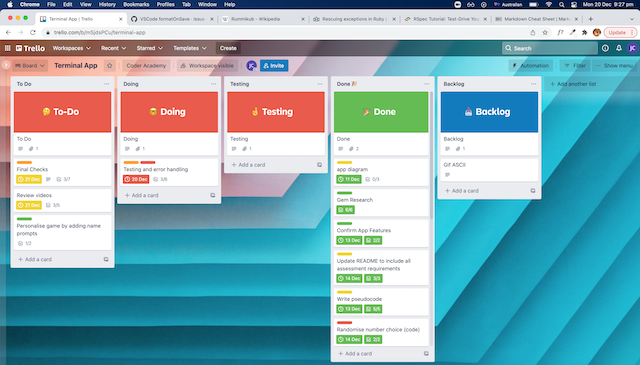 Chrome File Edit View History Bookmarks Profiles Tab Window Help
Australian Mon 20 Dec 9:27 pm
Terminal App | Trello
VSCode formatOnSave - Issue
Rummikub - Wikipedia
Rescuing exceptions in Ruby
RSpec Tutorial: Test-Drive You
Markdown Cheat Sheet | Mark
trello.com/b/
/terminal-app
Update
Trello Workspaces Recent Starred Templates Create
Search
Board Terminal App Coder Academy Workspace visible Invite
Automation Filter Show menu
To Do
To-Do
To Do
1
Final Checks
21 Dec 3/7
Review videos
21 Dec 3/5
Personalise game by adding name
prompts
1/2
+ Add a card
Doing
Doing
Doing
1
Testing and error handling
20 Dec 3/6
+ Add a card
Testing
Testing
Testing
1
+ Add a card
Done
Done
Done
2
app diagram
11 Dec 0/3
Gem Research
6/6
Confirm App Features
13 Dec 2/2
Update README to include all
assessment requirements
14 Dec 3/3
Write pseudocode
13 Dec 5/5
Randomise number choice (code)
14 Dec 2/2
+ Add a card
Backlog
Backlog
Backlog
1
GIF ASCII
+ Add a card
+ Add another list